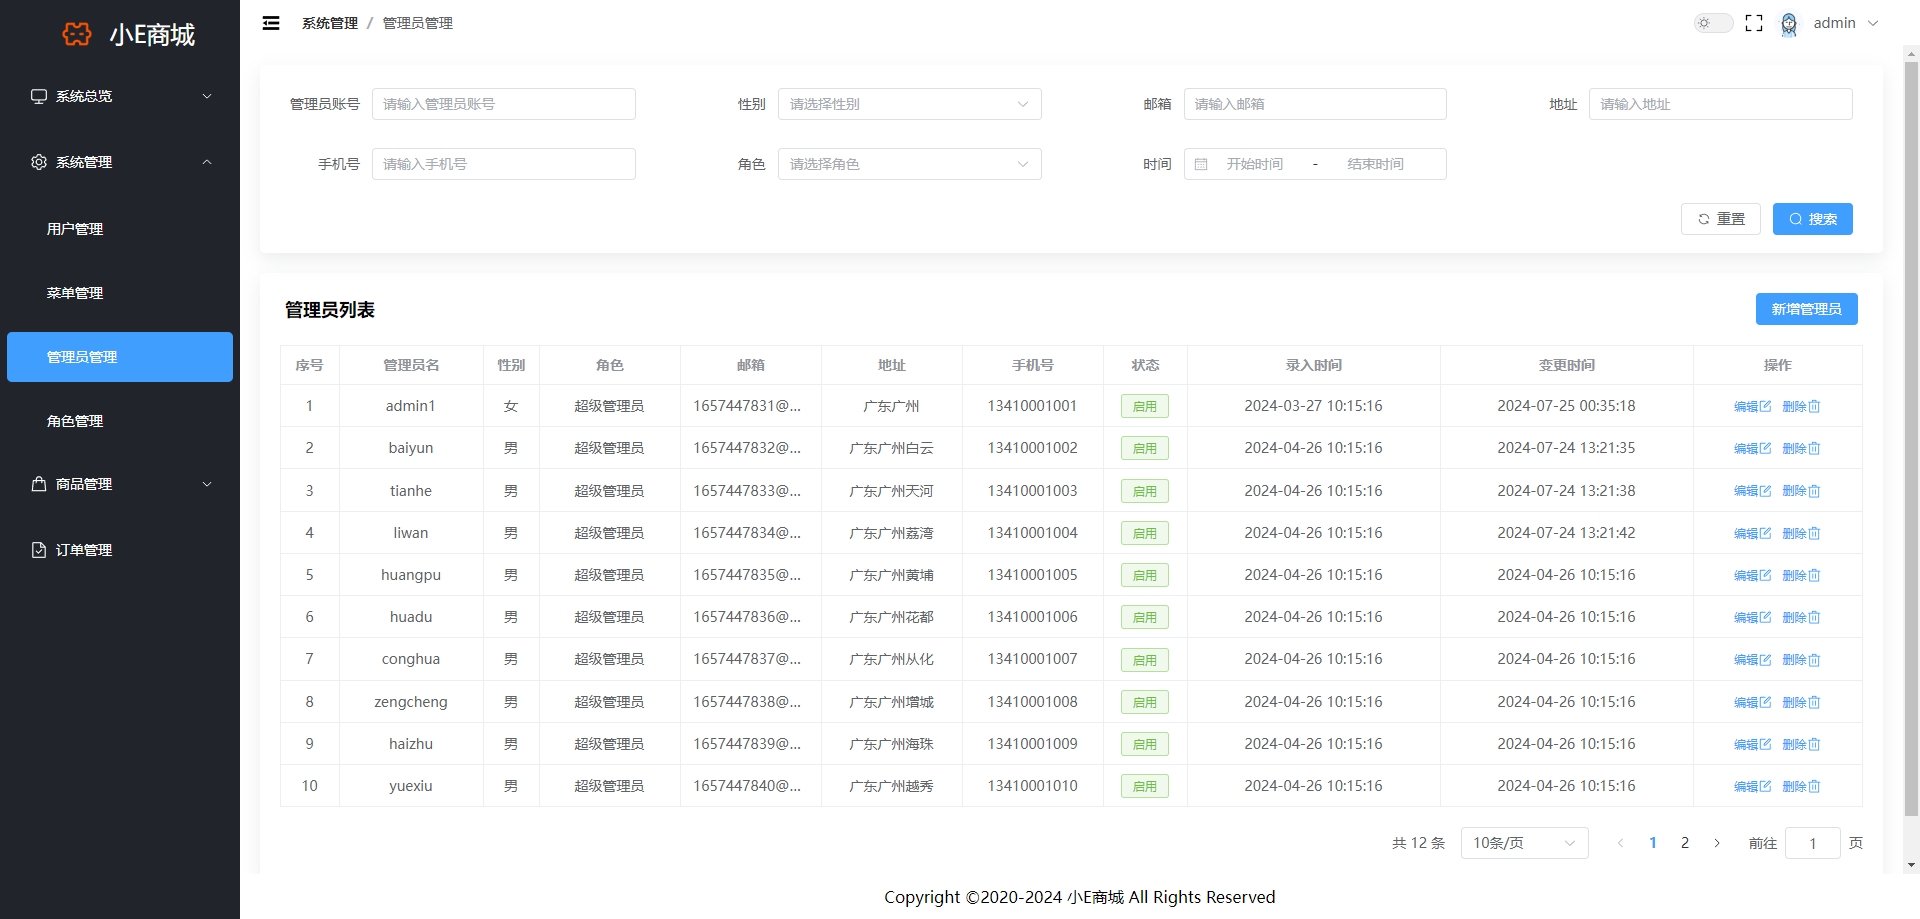 小E商城
系统管理 / 管理员管理
admin
系统总览
系统管理
用户管理
菜单管理
管理员管理
角色管理
商品管理
订单管理
管理员账号 请输入管理员账号 性别 请选择性别 邮箱 请输入邮箱 地址 请输入地址
手机号 请输入手机号 角色 请选择角色 时间 开始时间 - 结束时间
重置 搜索
管理员列表 新增管理员
序号 管理员名 性别 角色 邮箱 地址 手机号 状态 录入时间 变更时间 操作
1 admin1 女 超级管理员 1657447831@... 广东广州 13410001001 启用 2024-03-27 10:15:16 2024-07-25 00:35:18 编辑 删除
2 baiyun 男 超级管理员 1657447832@... 广东广州白云 13410001002 启用 2024-04-26 10:15:16 2024-07-24 13:21:35 编辑 删除
3 tianhe 男 超级管理员 1657447833@... 广东广州天河 13410001003 启用 2024-04-26 10:15:16 2024-07-24 13:21:38 编辑 删除
4 liwan 男 超级管理员 1657447834@... 广东广州荔湾 13410001004 启用 2024-04-26 10:15:16 2024-07-24 13:21:42 编辑 删除
5 huangpu 男 超级管理员 1657447835@... 广东广州黄埔 13410001005 启用 2024-04-26 10:15:16 2024-04-26 10:15:16 编辑 删除
6 huadu 男 超级管理员 1657447836@... 广东广州花都 13410001006 启用 2024-04-26 10:15:16 2024-04-26 10:15:16 编辑 删除
7 conghua 男 超级管理员 1657447837@... 广东广州从化 13410001007 启用 2024-04-26 10:15:16 2024-04-26 10:15:16 编辑 删除
8 zengcheng 男 超级管理员 1657447838@... 广东广州增城 13410001008 启用 2024-04-26 10:15:16 2024-04-26 10:15:16 编辑 删除
9 haizhu 男 超级管理员 1657447839@... 广东广州海珠 13410001009 启用 2024-04-26 10:15:16 2024-04-26 10:15:16 编辑 删除
10 yuexiu 男 超级管理员 1657447840@... 广东广州越秀 13410001010 启用 2024-04-26 10:15:16 2024-04-26 10:15:16 编辑 删除
共 12 条 10条/页 1 2 前往 1 页
Copyright ©2020-2024 小E商城 All Rights Reserved